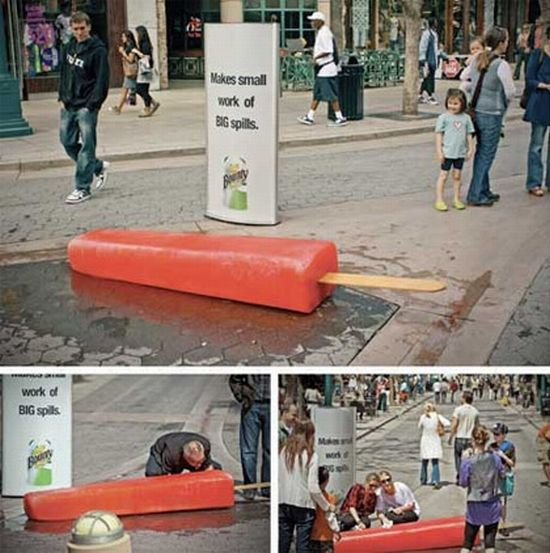 Makes small
work of
BIG spills.
Bounty
work of
BIG spills.
Bounty
Makes small
work of
BIG spills.